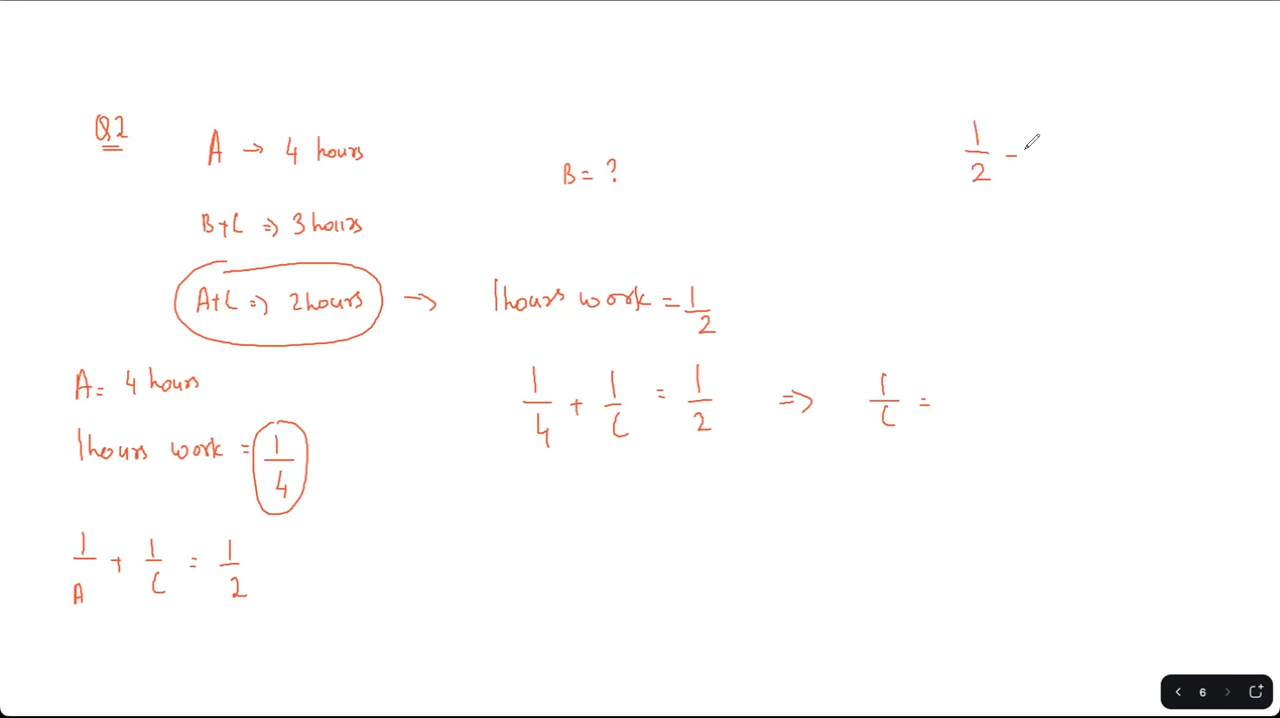 Q2
A → 4 hours
B = ?
1/2 -
B+C ⇒ 3 hours
A+C ⇒ 2 hours → 1 hours work = 1/2
A = 4 hours
1/4 + 1/C = 1/2 ⇒ 1/C =
1 hours work = 1/4
1/A + 1/C = 1/2
6